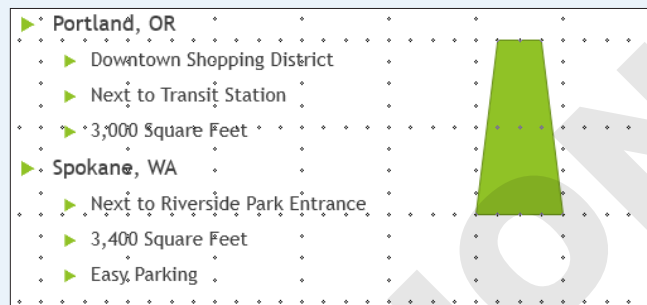 Portland, OR
Downtown Shopping District
Next to Transit Station
3,000 Square Feet
Spokane, WA
Next to Riverside Park Entrance
3,400 Square Feet
Easy Parking